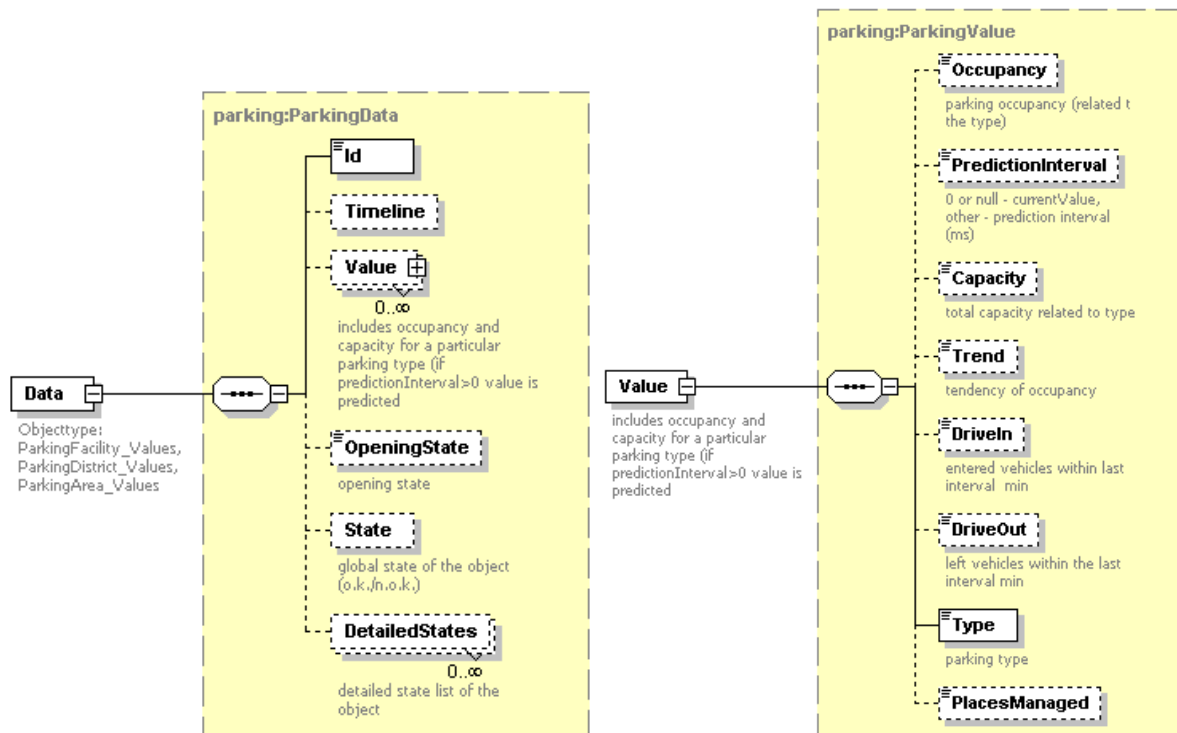 parking:ParkingData
Id
Timeline
Value
0..∞
includes occupancy and
capacity for a particular
parking type (if
predictionInterval>0 value is
predicted
Data
Objecttype:
ParkingFacility_Values,
ParkingDistrict_Values,
ParkingArea_Values
OpeningState
opening state
State
global state of the object
(o.k./n.o.k.)
DetailedStates
0..∞
detailed state list of the
object
parking:ParkingValue
Occupancy
parking occupancy (related t
the type)
PredictionInterval
0 or null - currentValue,
other - prediction interval
(ms)
Capacity
total capacity related to type
Value
includes occupancy and
capacity for a particular
parking type (if
predictionInterval>0 value is
predicted
Trend
tendency of occupancy
DriveIn
entered vehicles within last
interval min
DriveOut
left vehicles within the last
interval min
Type
parking type
PlacesManaged